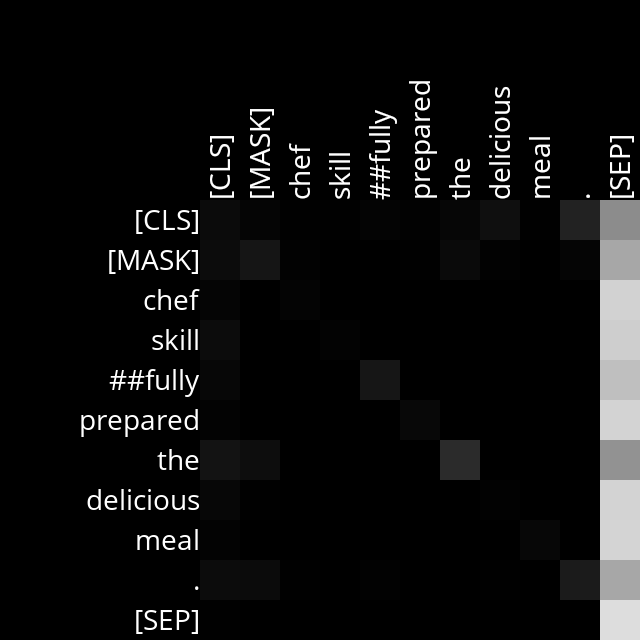 [CLS]
[MASK]
chef
skill
##fully
prepared
the
delicious
meal
.
[SEP]
[CLS]
[MASK]
chef
skill
##fully
prepared
the
delicious
meal
.
[SEP]